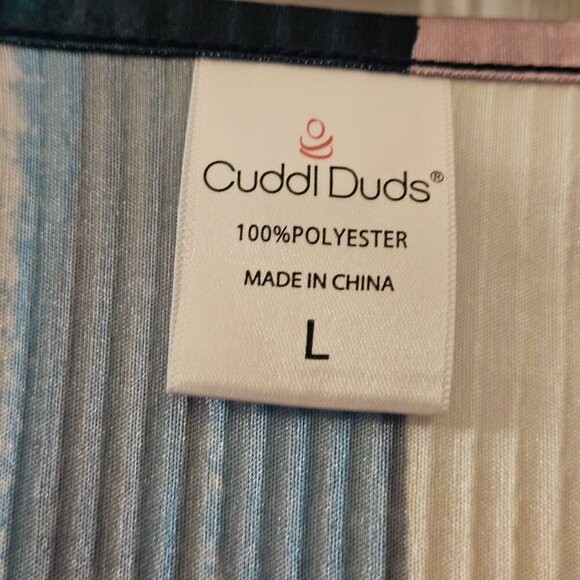 Cuddl Duds®
100%POLYESTER
MADE IN CHINA
L